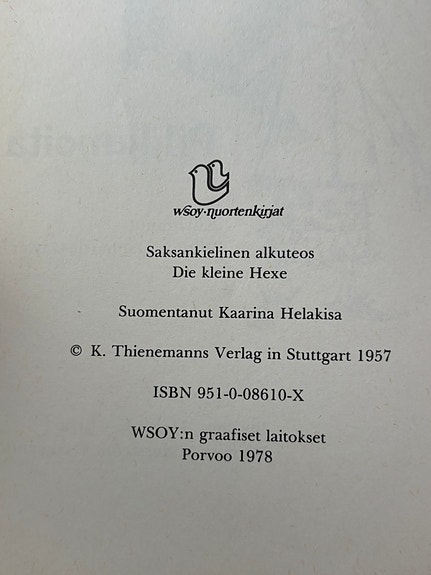 wsoy·nuortenkirjat
Saksankielinen alkuteos
Die kleine Hexe
Suomentanut Kaarina Helakisa
© K. Thienemanns Verlag in Stuttgart 1957
ISBN 951-0-08610-X
WSOY:n graafiset laitokset
Porvoo 1978